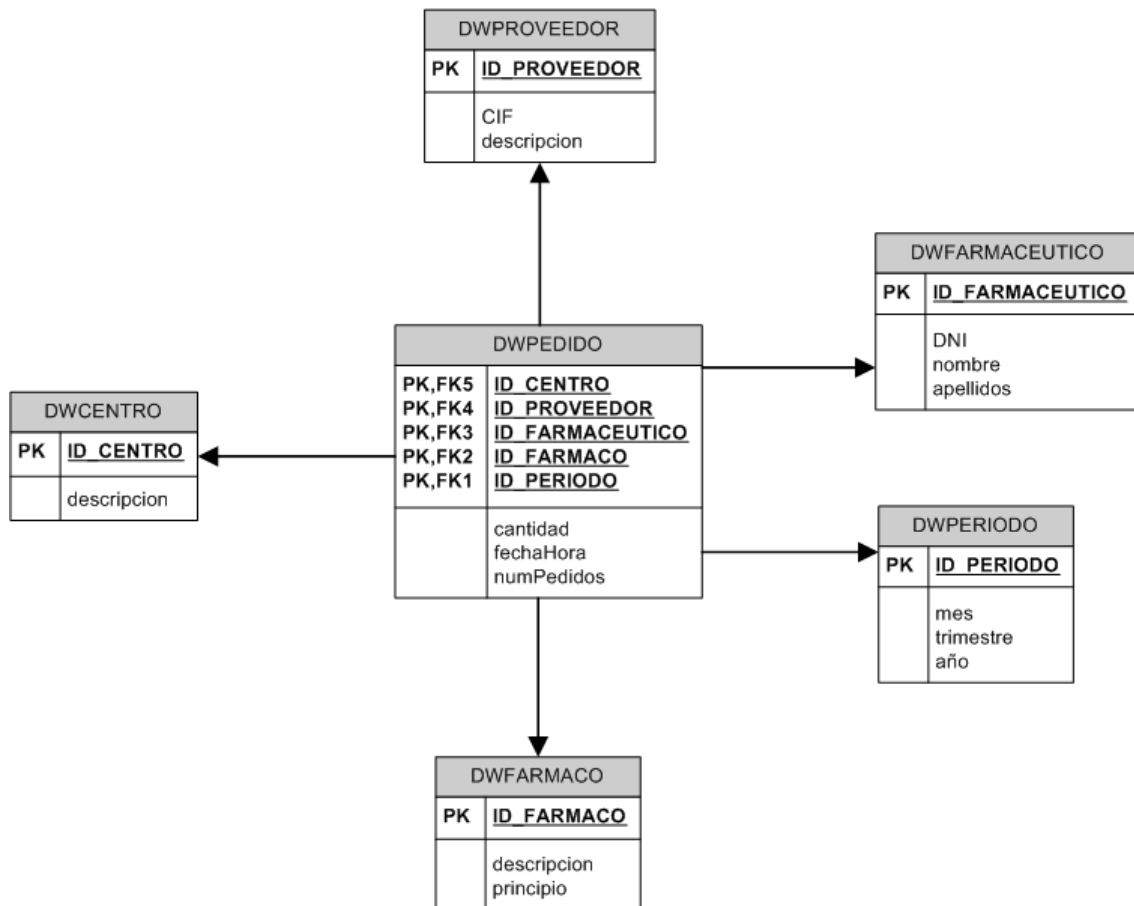 DWPROVEEDOR
PK ID_PROVEEDOR
CIF
descripcion
DWFARMACEUTICO
PK ID_FARMACEUTICO
DNI
nombre
apellidos
DWPEDIDO
PK,FK5 ID_CENTRO
PK,FK4 ID_PROVEEDOR
PK,FK3 ID_FARMACEUTICO
PK,FK2 ID_FARMACO
PK,FK1 ID_PERIODO
cantidad
fechaHora
numPedidos
DWCENTRO
PK ID_CENTRO
descripcion
DWPERIODO
PK ID_PERIODO
mes
trimestre
año
DWFARMACO
PK ID_FARMACO
descripcion
principio